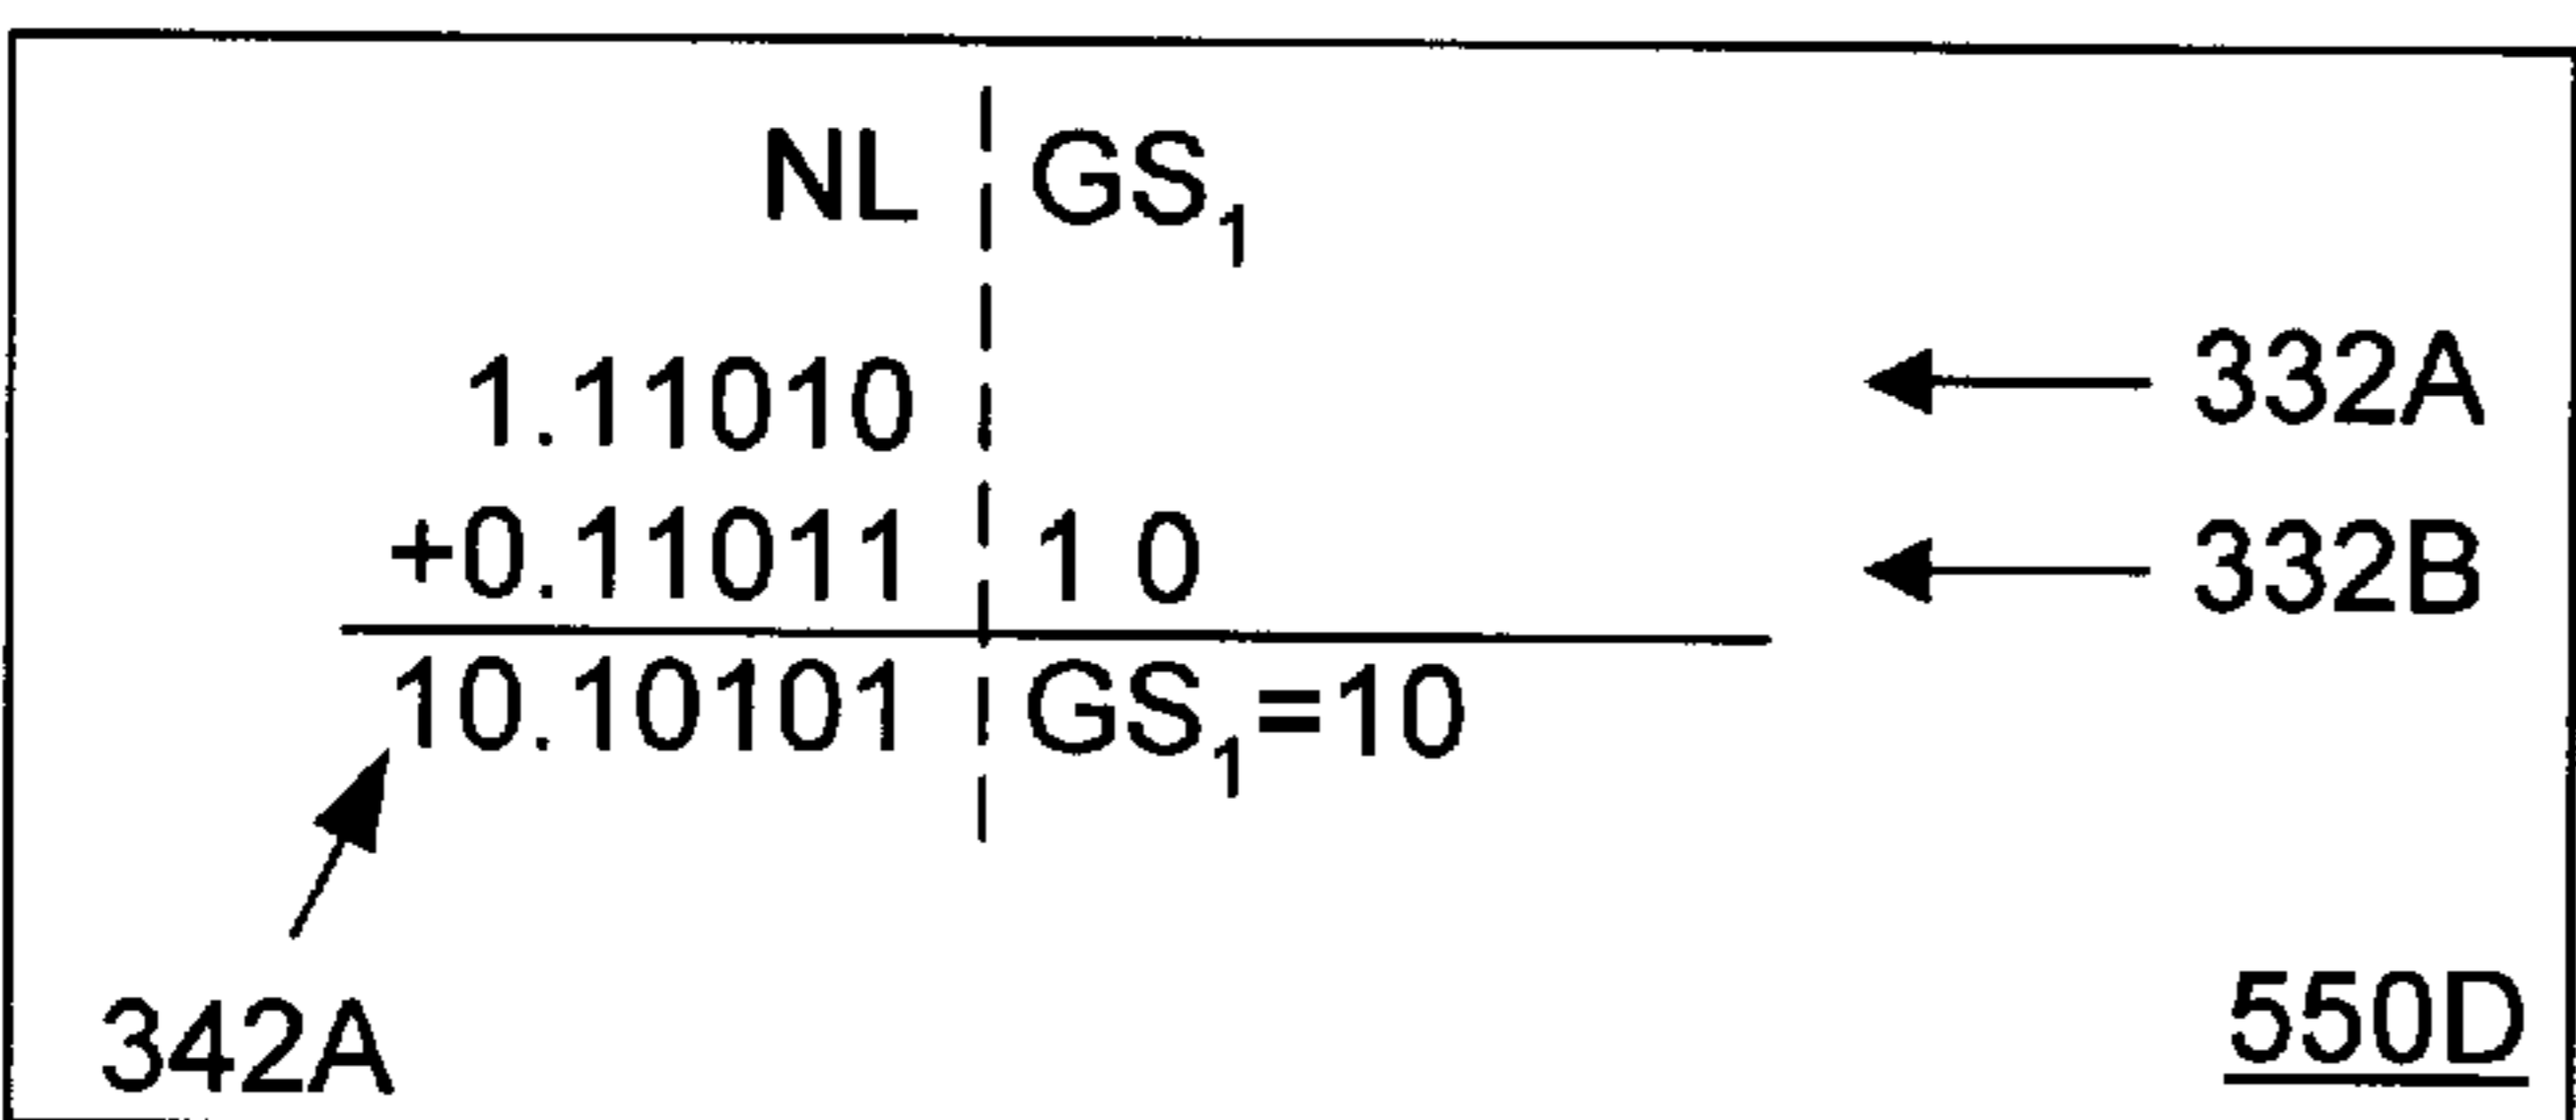 NL GS₁
1.11010 332A
+0.11011 1 0 332B
10.10101 GS₁=10
342A 550D